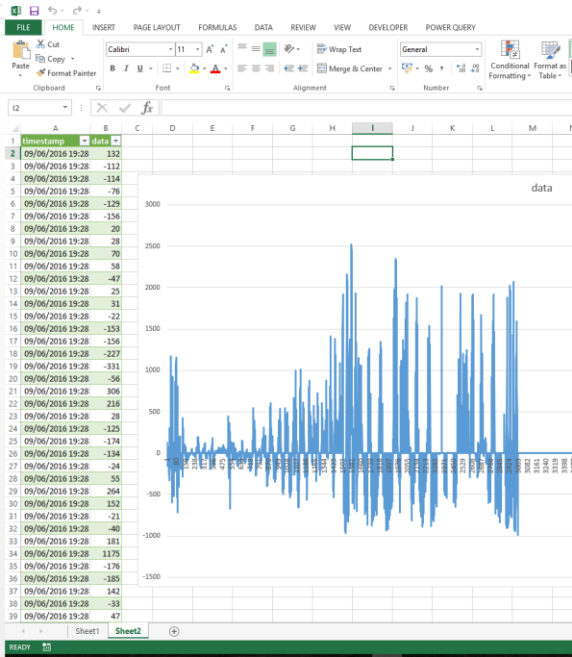 FILE HOME INSERT PAGE LAYOUT FORMULAS DATA REVIEW VIEW DEVELOPER POWER QUERY
Cut
Copy
Format Painter
Paste
Calibri 11 A A
B I U A
Wrap Text
Merge & Center
General
%
Conditional Formatting
Format as Table
Clipboard Font Alignment Number
I2 fx
A B C D E F G H I J K L M
1 timestamp data
2 09/06/2016 19:28 132
3 09/06/2016 19:28 -112
4 09/06/2016 19:28 -114
5 09/06/2016 19:28 -76
6 09/06/2016 19:28 -129
7 09/06/2016 19:28 -156
8 09/06/2016 19:28 20
9 09/06/2016 19:28 28
10 09/06/2016 19:28 70
11 09/06/2016 19:28 58
12 09/06/2016 19:28 -47
13 09/06/2016 19:28 25
14 09/06/2016 19:28 31
15 09/06/2016 19:28 -22
16 09/06/2016 19:28 -153
17 09/06/2016 19:28 -156
18 09/06/2016 19:28 -227
19 09/06/2016 19:28 -331
20 09/06/2016 19:28 -56
21 09/06/2016 19:28 306
22 09/06/2016 19:28 216
23 09/06/2016 19:28 28
24 09/06/2016 19:28 -125
25 09/06/2016 19:28 -174
26 09/06/2016 19:28 -134
27 09/06/2016 19:28 -24
28 09/06/2016 19:28 55
29 09/06/2016 19:28 264
30 09/06/2016 19:28 152
31 09/06/2016 19:28 -21
32 09/06/2016 19:28 -40
33 09/06/2016 19:28 181
34 09/06/2016 19:28 1175
35 09/06/2016 19:28 -176
36 09/06/2016 19:28 -185
37 09/06/2016 19:28 142
38 09/06/2016 19:28 -33
39 09/06/2016 19:28 47
data
3000
2500
2000
1500
1000
500
0
-500
-1000
-1500
3082 3161 3240 3319 3398
Sheet1 Sheet2
READY